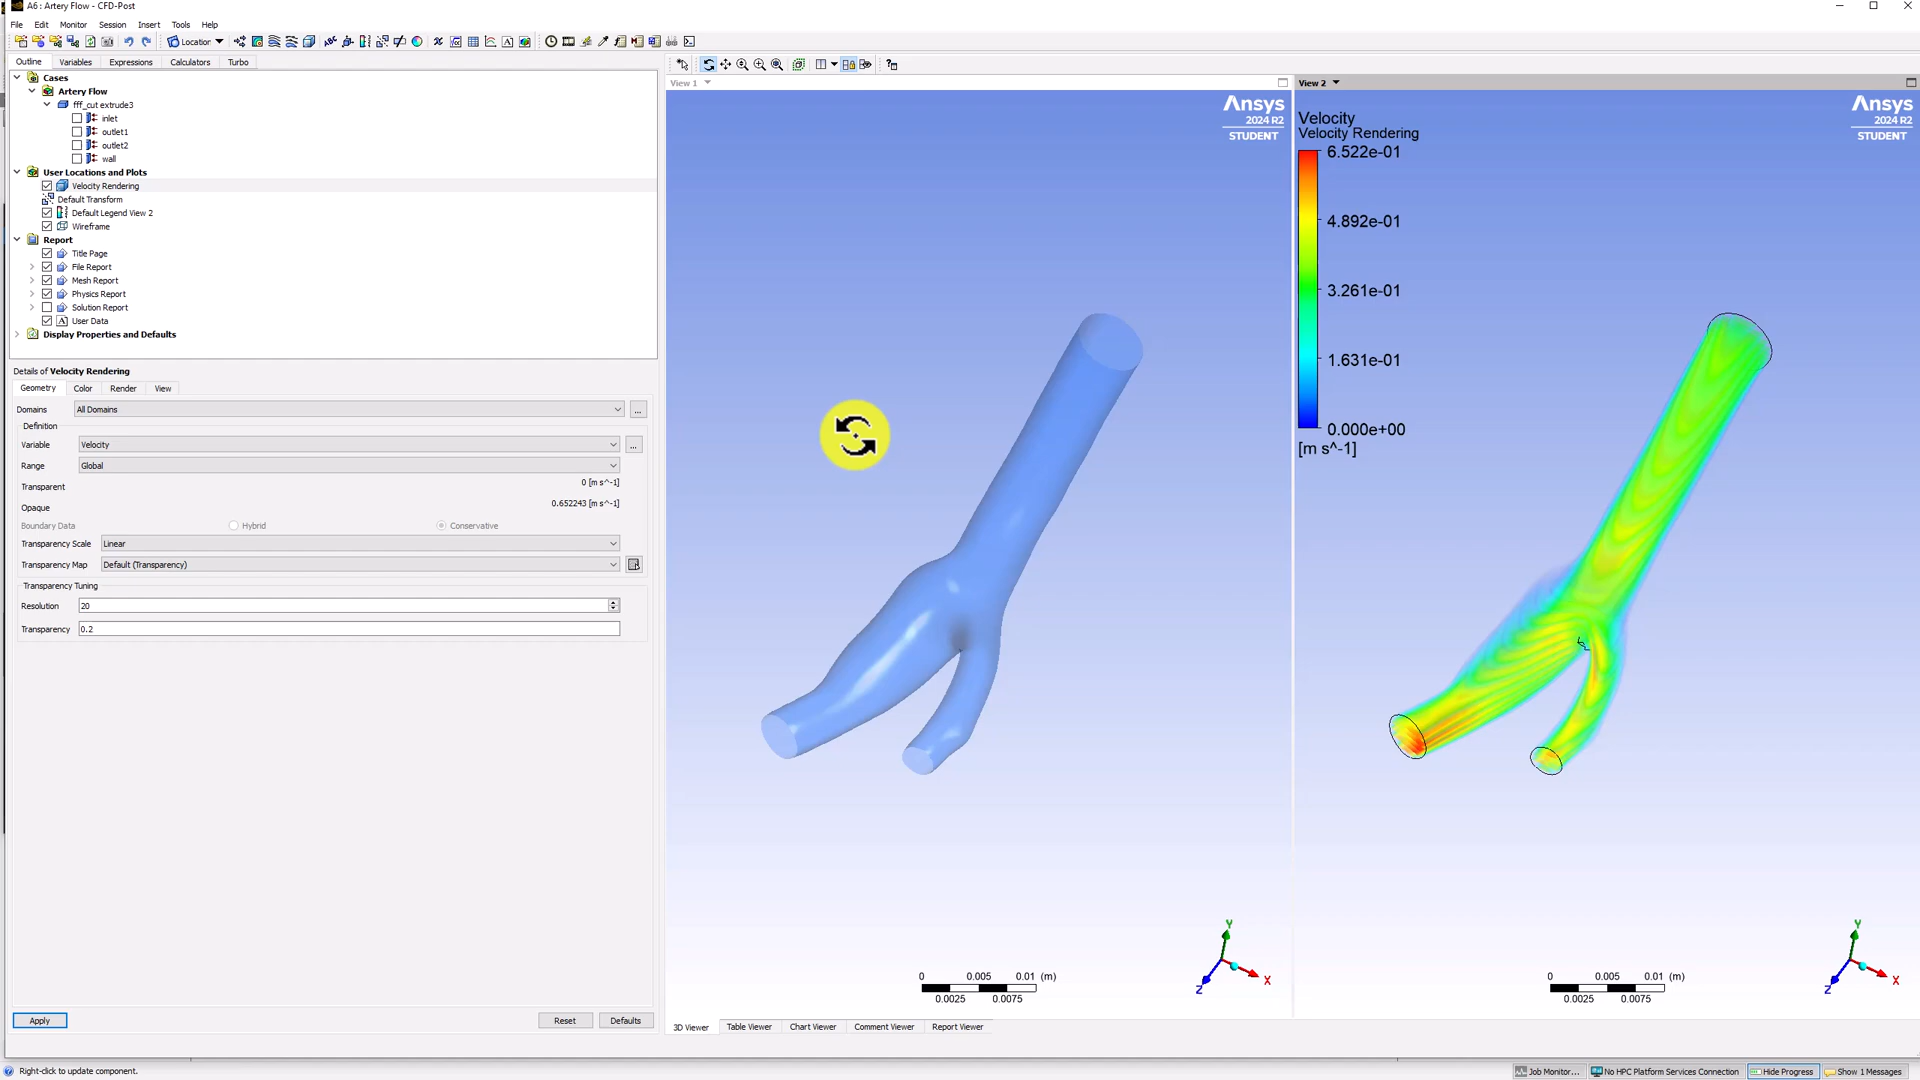 A6 : Artery Flow - CFD-Post
File Edit Monitor Session Insert Tools Help
Location
Outline Variables Expressions Calculators Turbo
Cases
Artery Flow
fff_cut extrude3
inlet
outlet1
outlet2
wall
User Locations and Plots
Velocity Rendering
Default Transform
Default Legend View 2
Wireframe
Report
Title Page
File Report
Mesh Report
Physics Report
Solution Report
User Data
Display Properties and Defaults
Details of Velocity Rendering
Geometry Color Render View
Domains All Domains ...
Definition
Variable Velocity ...
Range Global
Transparent 0 [m s^-1]
Opaque 0.652243 [m s^-1]
Boundary Data Hybrid Conservative
Transparency Scale Linear
Transparency Map Default (Transparency)
Transparency Tuning
Resolution 20
Transparency 0.2
Apply Reset Defaults
View 1
Ansys
2024 R2
STUDENT
0 0.005 0.01 (m)
0.0025 0.0075
Y
X
Z
View 2
Ansys
2024 R2
STUDENT
Velocity
Velocity Rendering
6.522e-01
4.892e-01
3.261e-01
1.631e-01
0.000e+00
[m s^-1]
0 0.005 0.01 (m)
0.0025 0.0075
Y
X
Z
3D Viewer Table Viewer Chart Viewer Comment Viewer Report Viewer
Right-click to update component.
Job Monitor... No HPC Platform Services Connection Hide Progress Show 1 Messages